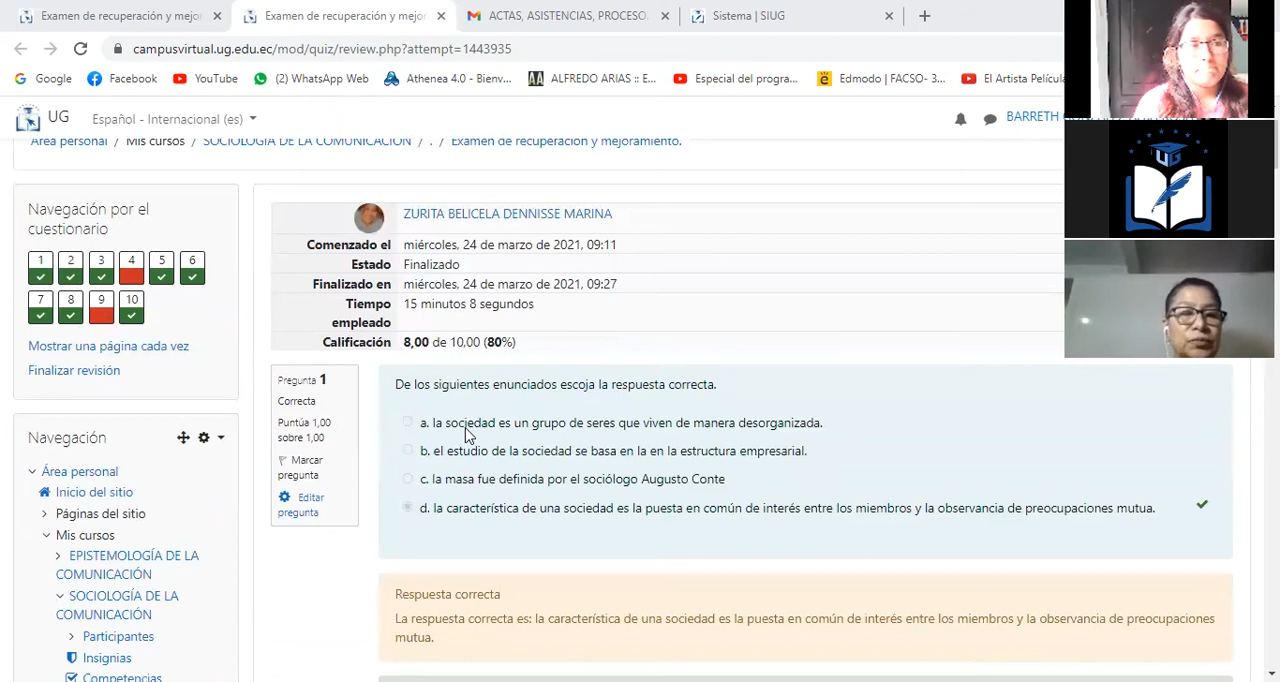 Examen de recuperación y mejor
Examen de recuperación y mejor
ACTAS, ASISTENCIAS, PROCESO
Sistema | SIUG
campusvirtual.ug.edu.ec/mod/quiz/review.php?attempt=1443935
Google
Facebook
YouTube
(2) WhatsApp Web
Athenea 4.0 - Bienv...
ALFREDO ARIAS :: E...
Especial del progra...
Edmodo | FACSO- 3...
El Artista Películ
UG
Español - Internacional (es)
BARRETH
Área personal / Mis cursos / SOCIOLOGÍA DE LA COMUNICACIÓN / . / Examen de recuperación y mejoramiento.
Navegación por el
cuestionario
1 2 3 4 5 6
7 8 9 10
Mostrar una página cada vez
Finalizar revisión
ZURITA BELICELA DENNISSE MARINA
Comenzado el miércoles, 24 de marzo de 2021, 09:11
Estado Finalizado
Finalizado en miércoles, 24 de marzo de 2021, 09:27
Tiempo 15 minutos 8 segundos
empleado
Calificación 8,00 de 10,00 (80%)
Pregunta 1
Correcta
Puntúa 1,00
sobre 1,00
Marcar
pregunta
Editar
pregunta
De los siguientes enunciados escoja la respuesta correcta.
a. la sociedad es un grupo de seres que viven de manera desorganizada.
b. el estudio de la sociedad se basa en la en la estructura empresarial.
c. la masa fue definida por el sociólogo Augusto Conte
d. la característica de una sociedad es la puesta en común de interés entre los miembros y la observancia de preocupaciones mutua.
Respuesta correcta
La respuesta correcta es: la característica de una sociedad es la puesta en común de interés entre los miembros y la observancia de preocupaciones
mutua.
Navegación
Área personal
Inicio del sitio
Páginas del sitio
Mis cursos
EPISTEMOLOGÍA DE LA
COMUNICACIÓN
SOCIOLOGÍA DE LA
COMUNICACIÓN
Participantes
Insignias
Competencias
UG